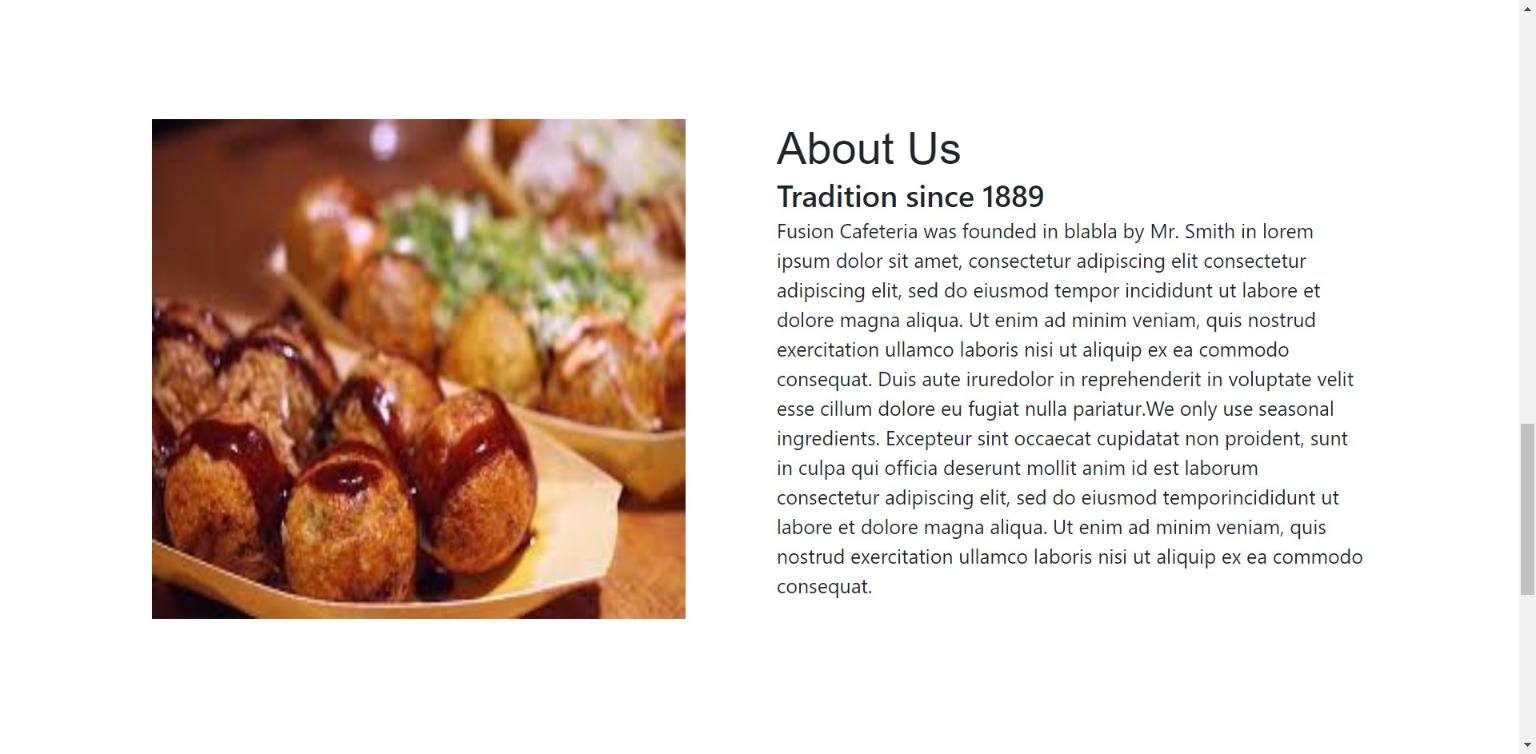 About Us
Tradition since 1889
Fusion Cafeteria was founded in blabla by Mr. Smith in lorem
ipsum dolor sit amet, consectetur adipiscing elit consectetur
adipiscing elit, sed do eiusmod tempor incididunt ut labore et
dolore magna aliqua. Ut enim ad minim veniam, quis nostrud
exercitation ullamco laboris nisi ut aliquip ex ea commodo
consequat. Duis aute iruredolor in reprehenderit in voluptate velit
esse cillum dolore eu fugiat nulla pariatur.We only use seasonal
ingredients. Excepteur sint occaecat cupidatat non proident, sunt
in culpa qui officia deserunt mollit anim id est laborum
consectetur adipiscing elit, sed do eiusmod temporincididunt ut
labore et dolore magna aliqua. Ut enim ad minim veniam, quis
nostrud exercitation ullamco laboris nisi ut aliquip ex ea commodo
consequat.